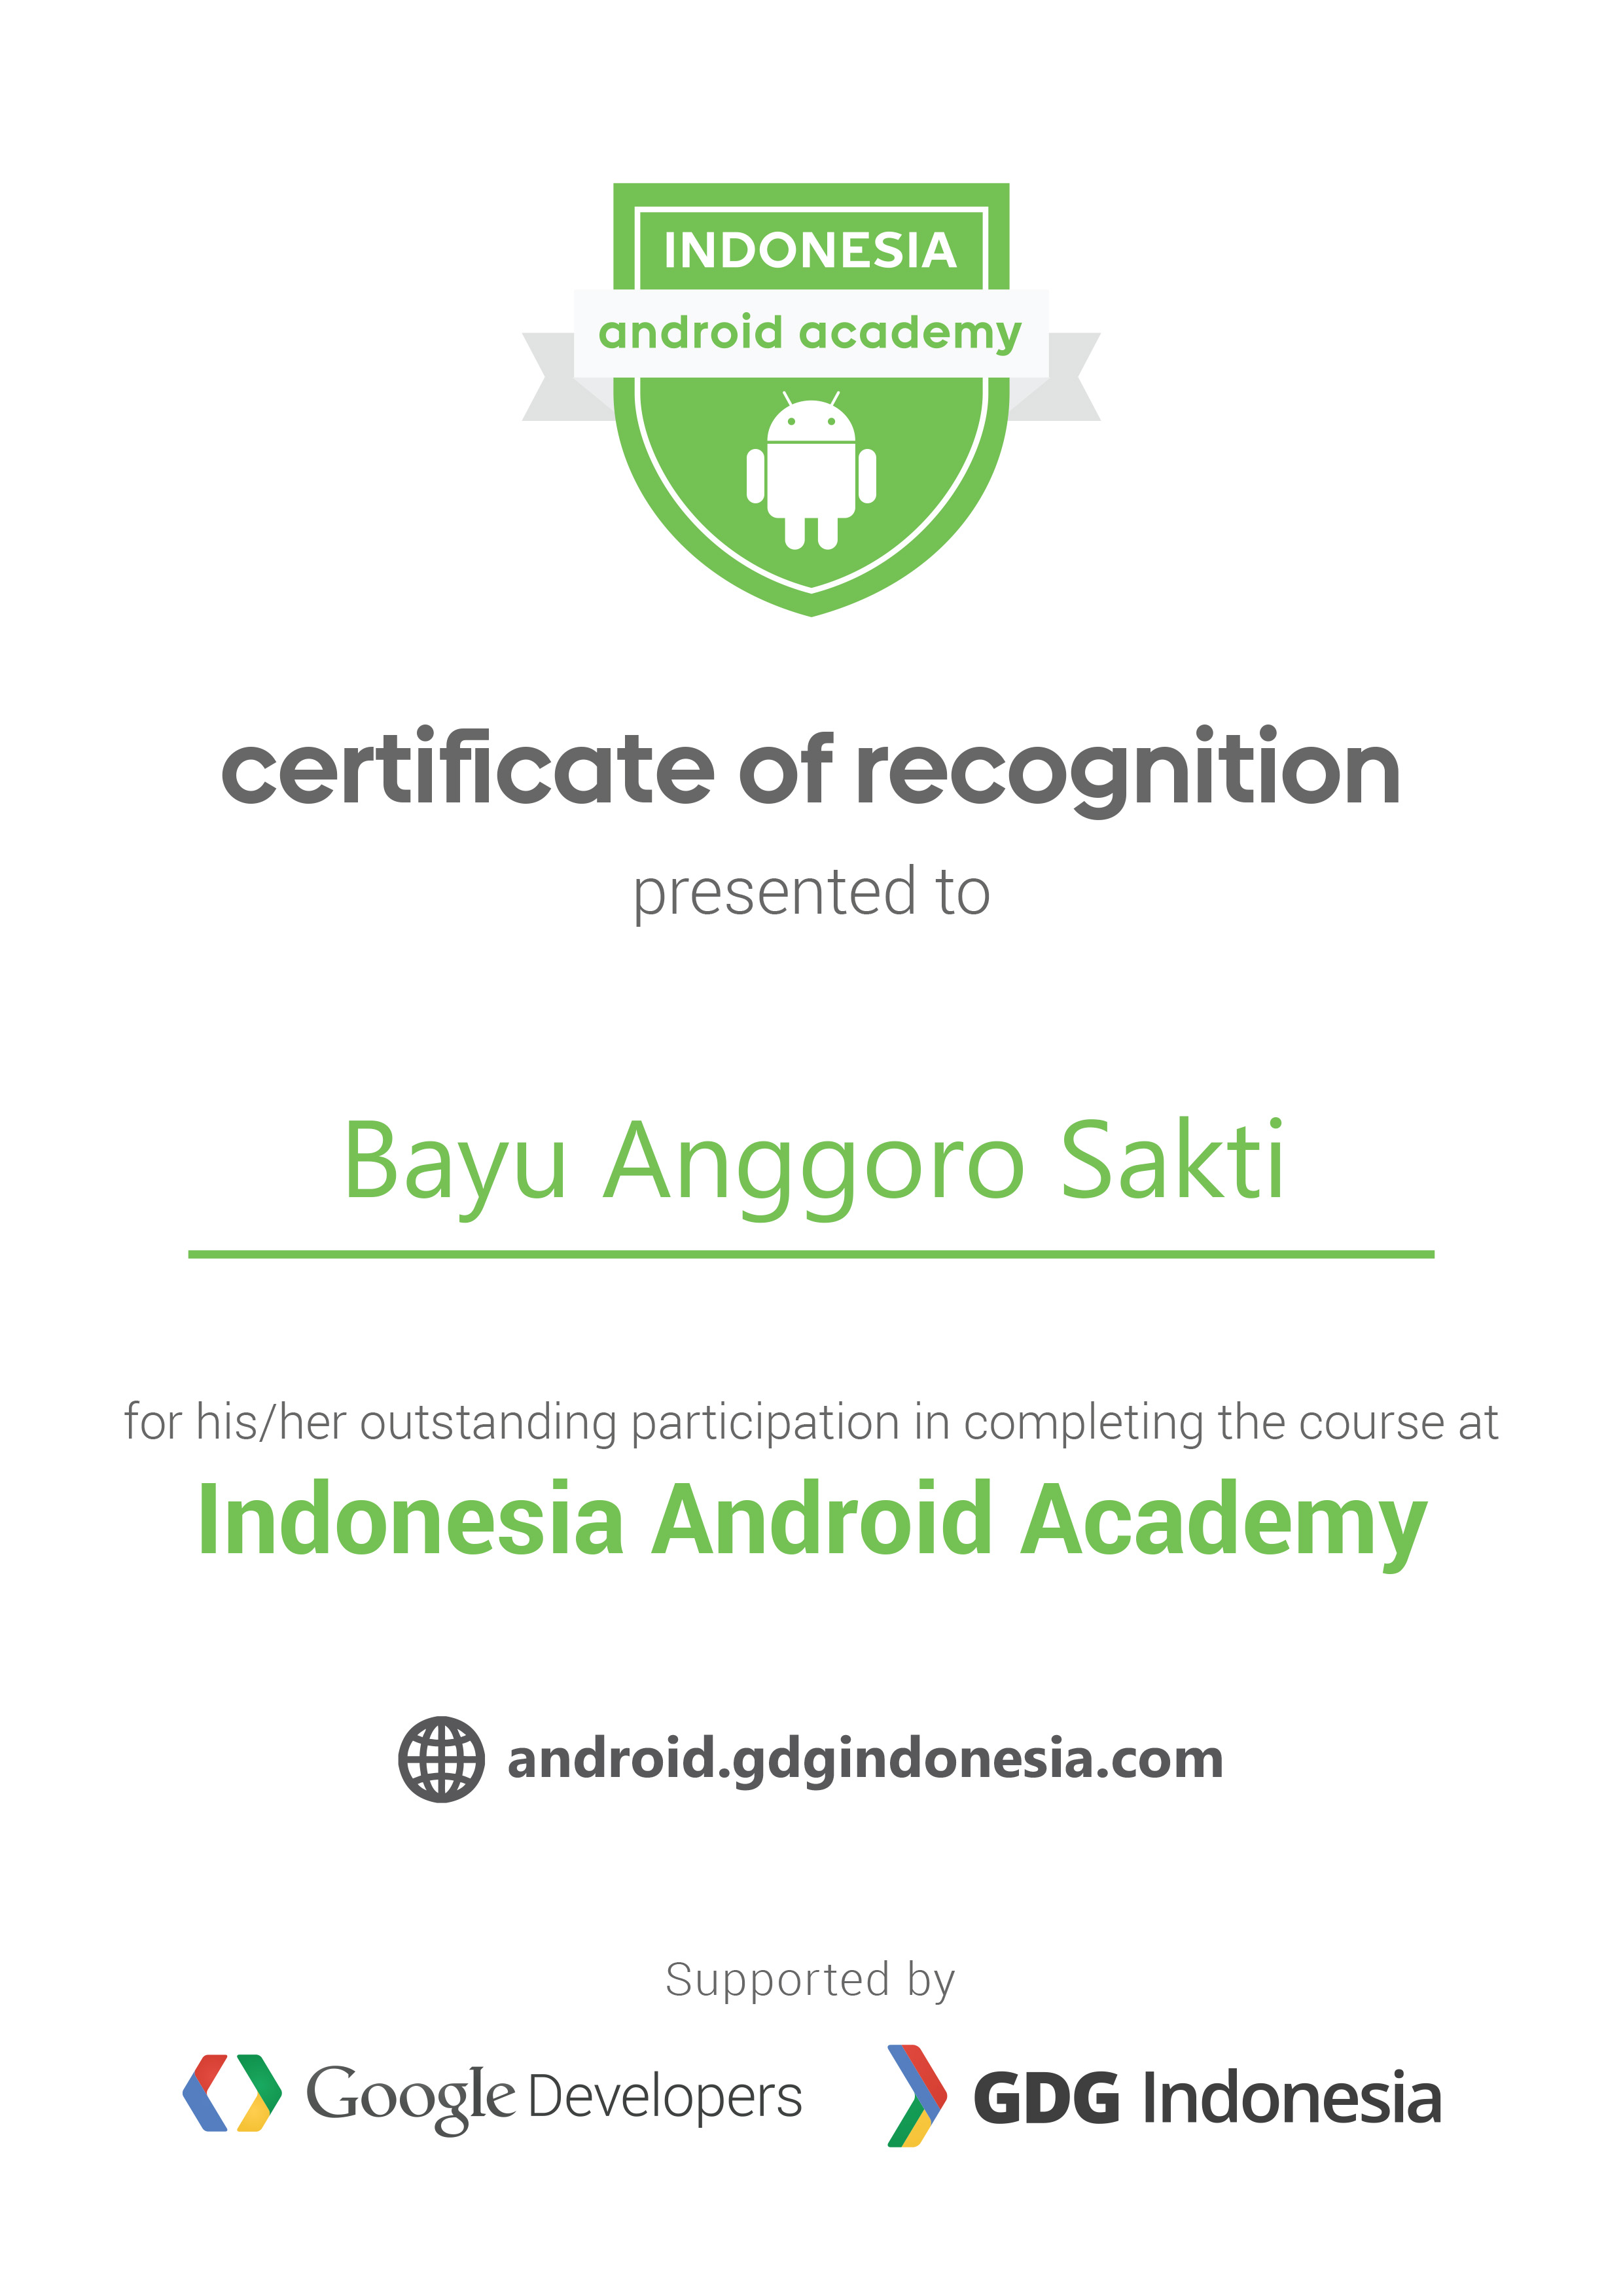 INDONESIA
android academy
certificate of recognition
presented to
Bayu Anggoro Sakti
for his/her outstanding participation in completing the course at
Indonesia Android Academy
android.gdgindonesia.com
Supported by
Google Developers
GDG Indonesia